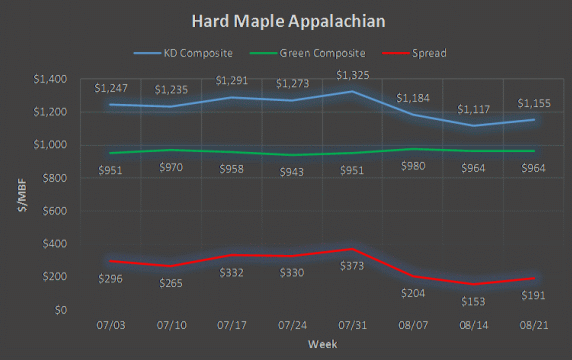 Hard Maple Appalachian
KD Composite Green Composite Spread
$1,400
$1,200
$1,000
$800
$600
$400
$200
$0
$/MBF
$1,247 $1,235 $1,291 $1,273 $1,325 $1,184 $1,117 $1,155
$951 $970 $958 $943 $951 $980 $964 $964
$296 $265 $332 $330 $373 $204 $153 $191
07/03 07/10 07/17 07/24 07/31 08/07 08/14 08/21
Week